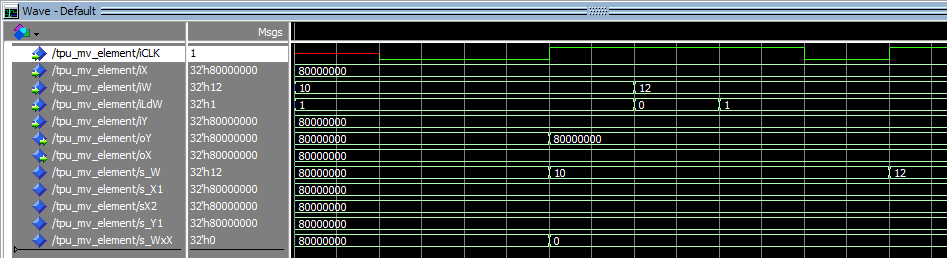 Wave - Default
Msgs
/tpu_mv_element/iCLK 1
/tpu_mv_element/iX 32'h80000000 80000000
/tpu_mv_element/iW 32'h12 10 12
/tpu_mv_element/iLdW 32'h1 1 0 1
/tpu_mv_element/iY 32'h80000000 80000000
/tpu_mv_element/oY 32'h80000000 80000000 80000000
/tpu_mv_element/oX 32'h80000000 80000000
/tpu_mv_element/s_W 32'h12 80000000 10 12
/tpu_mv_element/s_X1 32'h80000000 80000000
/tpu_mv_element/sX2 32'h80000000 80000000
/tpu_mv_element/s_Y1 32'h80000000 80000000
/tpu_mv_element/s_WxX 32'h0 80000000 0